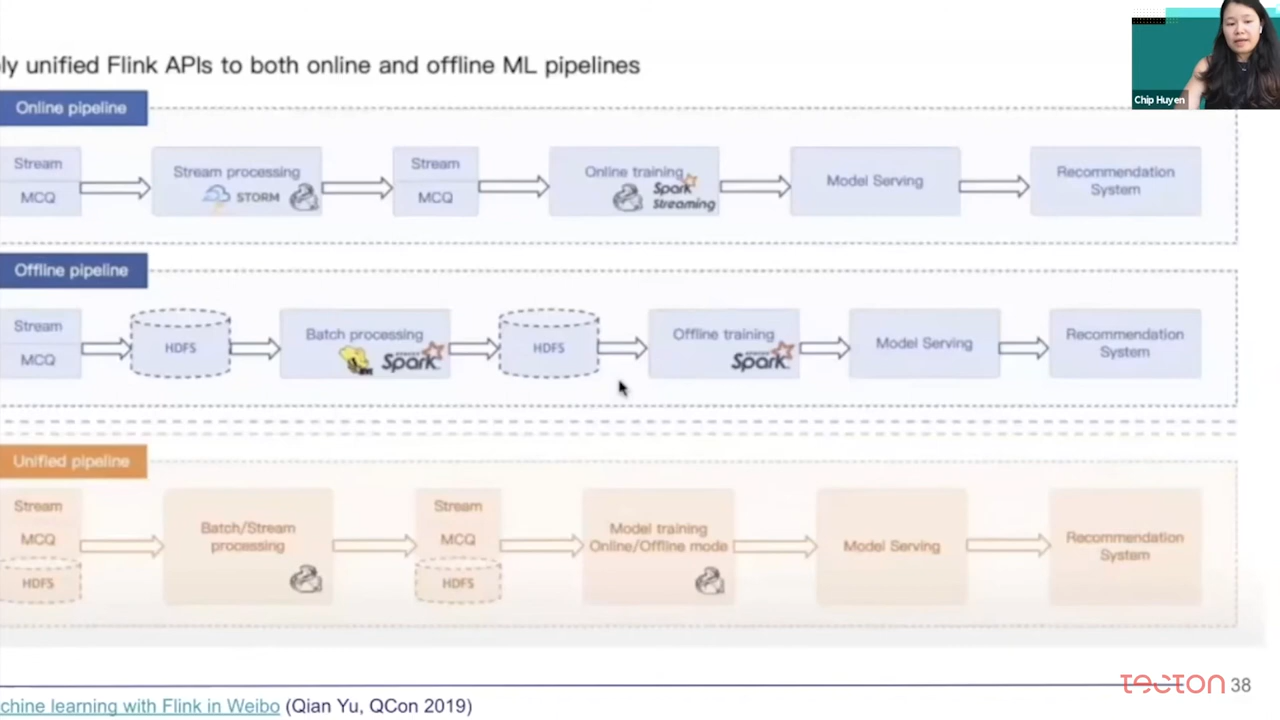 Chip Huyen
ly unified Flink APIs to both online and offline ML pipelines
Online pipeline
Stream
MCQ
Stream processing
STORM
Stream
MCQ
Online training
Spark
Streaming
Model Serving
Recommendation
System
Offline pipeline
Stream
MCQ
HDFS
Batch processing
Spark
HDFS
Offline training
Spark
Model Serving
Recommendation
System
Unified pipeline
Stream
MCQ
HDFS
Batch/Stream
processing
Stream
MCQ
HDFS
Model training
Online/Offline mode
Model Serving
Recommendation
System
tecton 38
chine learning with Flink in Weibo (Qian Yu, QCon 2019)